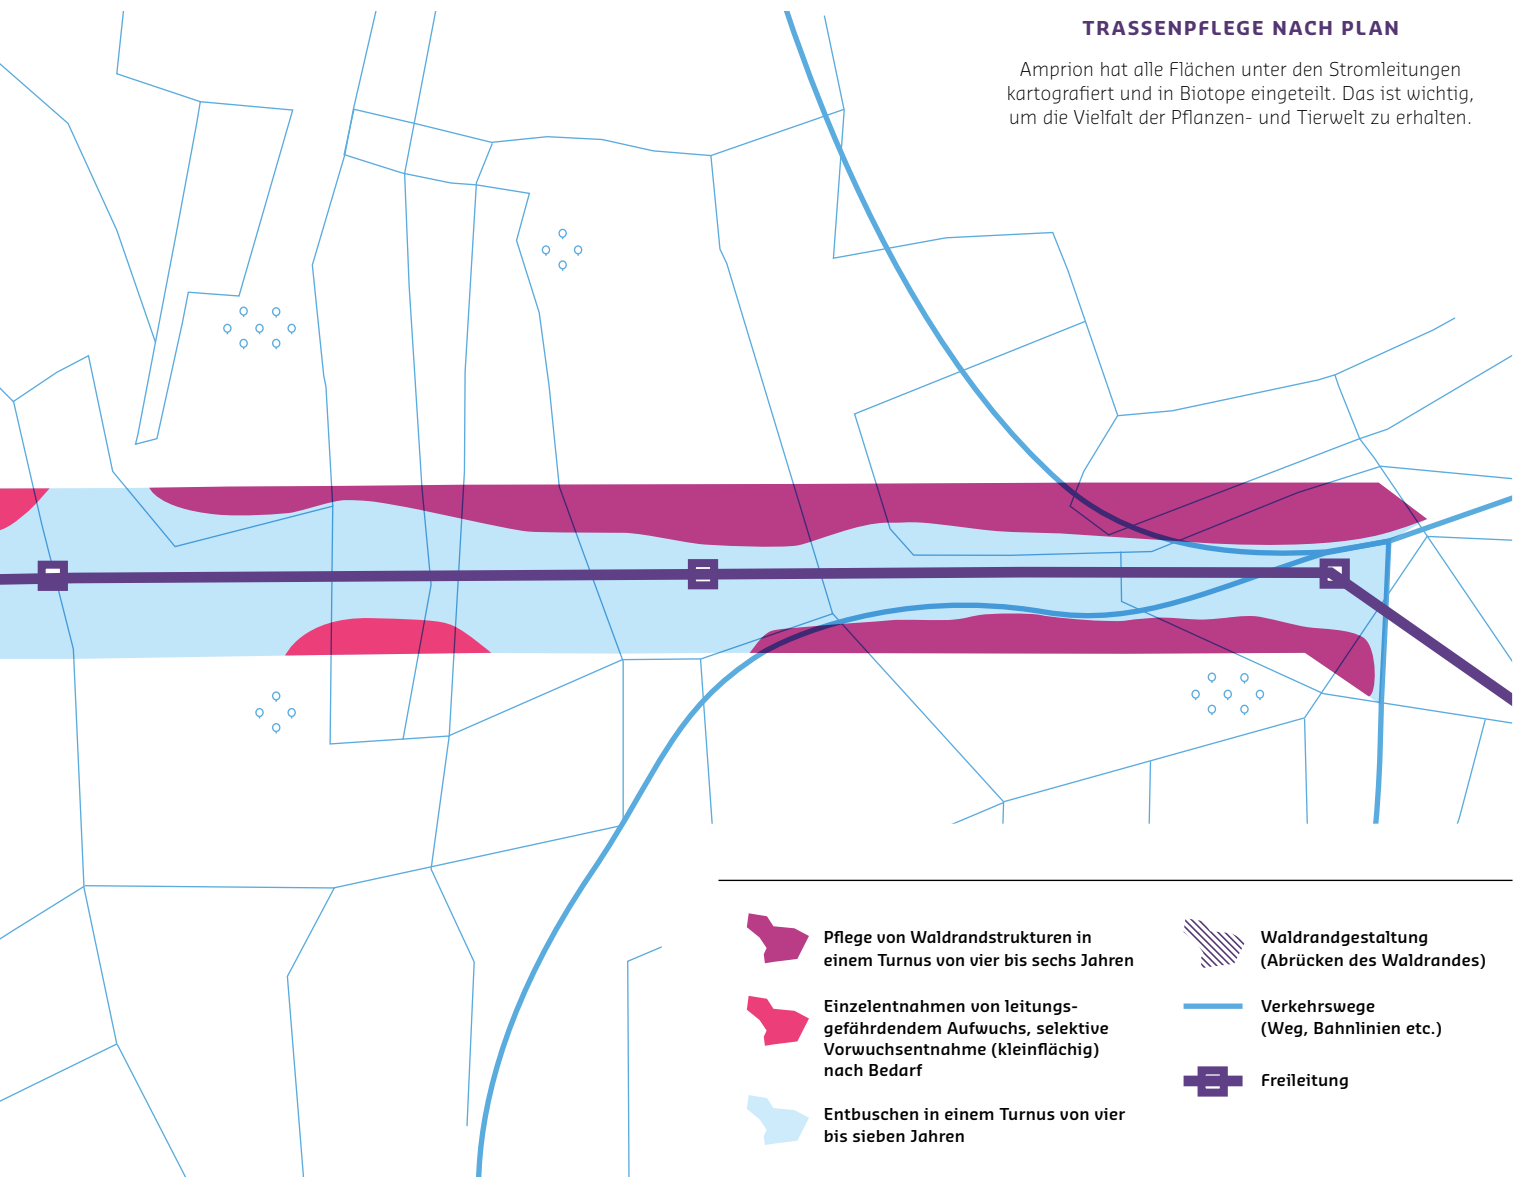 TRASSENPFLEGE NACH PLAN
Amprion hat alle Flächen unter den Stromleitungen
kartografiert und in Biotope eingeteilt. Das ist wichtig,
um die Vielfalt der Pflanzen- und Tierwelt zu erhalten.
Pflege von Waldrandstrukturen in
einem Turnus von vier bis sechs Jahren
Einzelentnahmen von leitungs-
gefährdendem Aufwuchs, selektive
Vorwuchsentnahme (kleinflächig)
nach Bedarf
Entbuschen in einem Turnus von vier
bis sieben Jahren
Waldrandgestaltung
(Abrücken des Waldrandes)
Verkehrswege
(Weg, Bahnlinien etc.)
Freileitung